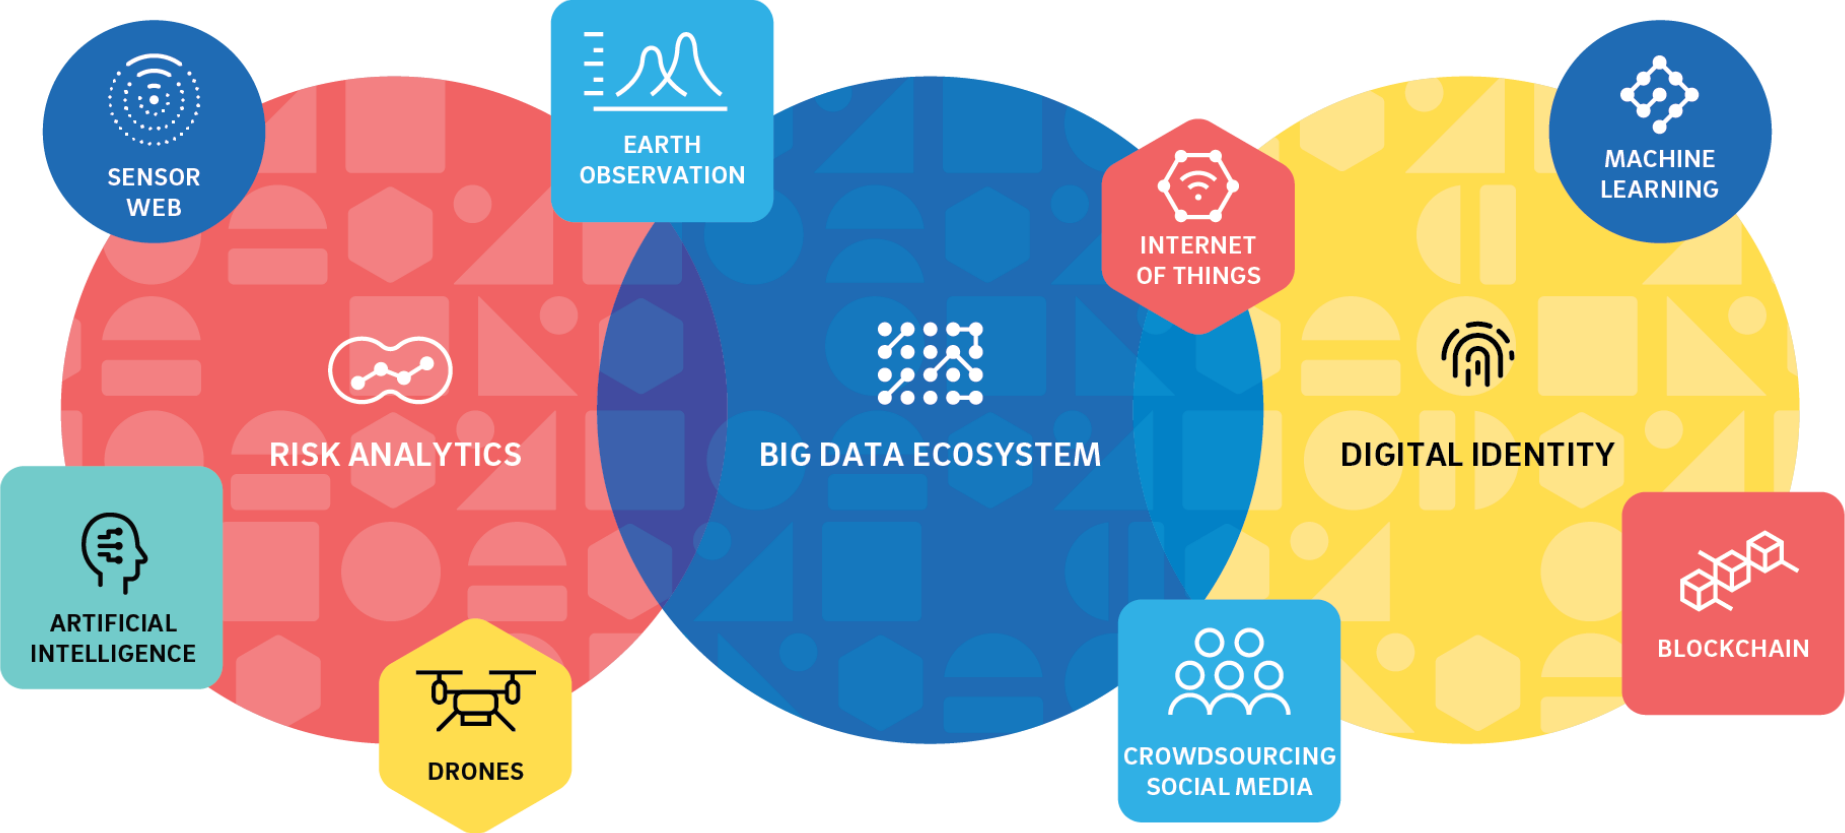 SENSOR
WEB
EARTH
OBSERVATION
INTERNET
OF THINGS
MACHINE
LEARNING
RISK ANALYTICS
BIG DATA ECOSYSTEM
DIGITAL IDENTITY
ARTIFICIAL
INTELLIGENCE
DRONES
CROWDSOURCING
SOCIAL MEDIA
BLOCKCHAIN